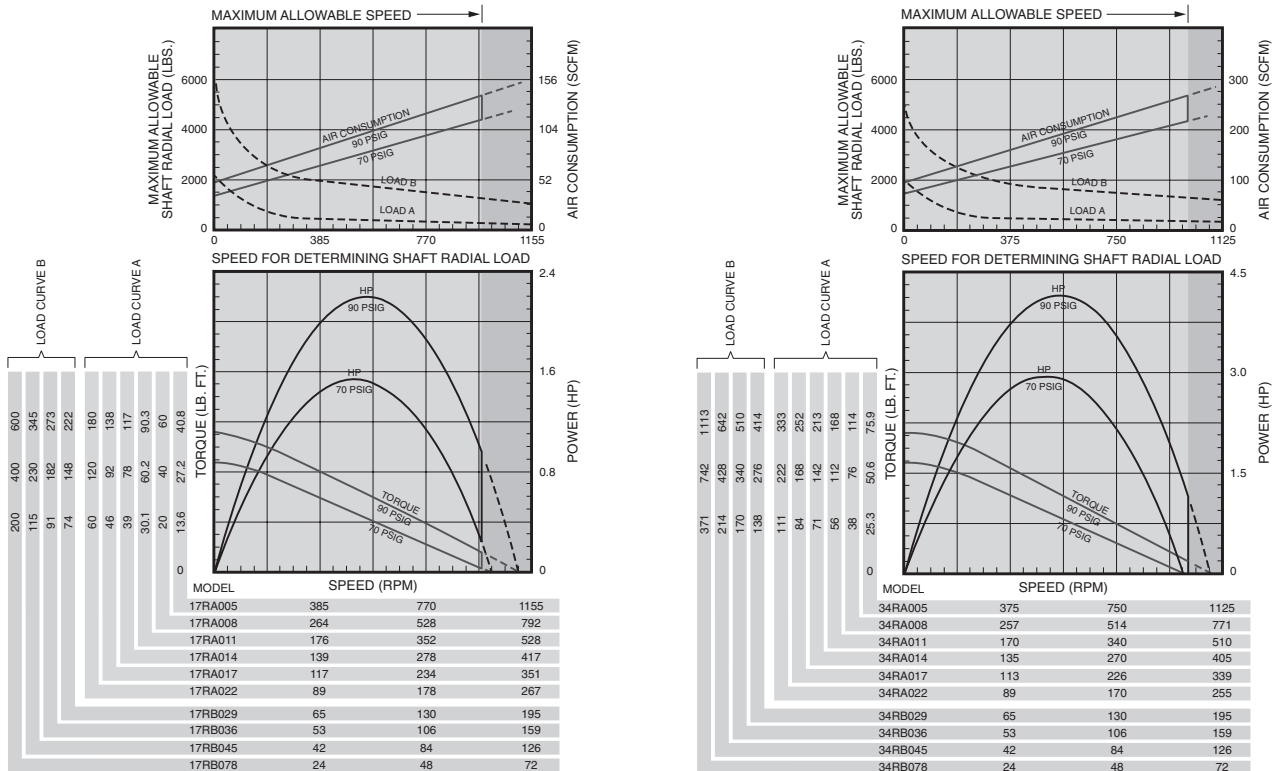 MAXIMUM ALLOWABLE SPEED
MAXIMUM ALLOWABLE
SHAFT RADIAL LOAD (LBS.)
6000
4000
2000
0
AIR CONSUMPTION
90 PSIG
70 PSIG
LOAD B
LOAD A
156
104
52
0
AIR CONSUMPTION (SCFM)
0 385 770 1155
SPEED FOR DETERMINING SHAFT RADIAL LOAD
LOAD CURVE B
LOAD CURVE A
600 345 273 222 180 138 117 90.3 60 40.8
400 230 182 148 120 92 78 60.2 40 27.2
200 115 91 74 60 46 39 30.1 20 13.6
0
TORQUE (LB. FT.)
HP
90 PSIG
HP
70 PSIG
TORQUE
90 PSIG
70 PSIG
2.4
1.6
0.8
0
POWER (HP)
MODEL SPEED (RPM)
17RA005 385 770 1155
17RA008 264 528 792
17RA011 176 352 528
17RA014 139 278 417
17RA017 117 234 351
17RA022 89 178 267
17RB029 65 130 195
17RB036 53 106 159
17RB045 42 84 126
17RB078 24 48 72
MAXIMUM ALLOWABLE SPEED
MAXIMUM ALLOWABLE
SHAFT RADIAL LOAD (LBS.)
6000
4000
2000
0
AIR CONSUMPTION
90 PSIG
70 PSIG
LOAD B
LOAD A
300
200
100
0
AIR CONSUMPTION (SCFM)
0 375 750 1125
SPEED FOR DETERMINING SHAFT RADIAL LOAD
LOAD CURVE B
LOAD CURVE A
1113 642 510 414 333 252 213 168 114 75.9
742 428 340 276 222 168 142 112 76 50.6
371 214 170 138 111 84 71 56 38 25.3
0
TORQUE (LB. FT.)
HP
90 PSIG
HP
70 PSIG
TORQUE
90 PSIG
70 PSIG
4.5
3.0
1.5
0
POWER (HP)
MODEL SPEED (RPM)
34RA005 375 750 1125
34RA008 257 514 771
34RA011 170 340 510
34RA014 135 270 405
34RA017 113 226 339
34RA022 89 170 255
34RB029 65 130 195
34RB036 53 106 159
34RB045 42 84 126
34RB078 24 48 72